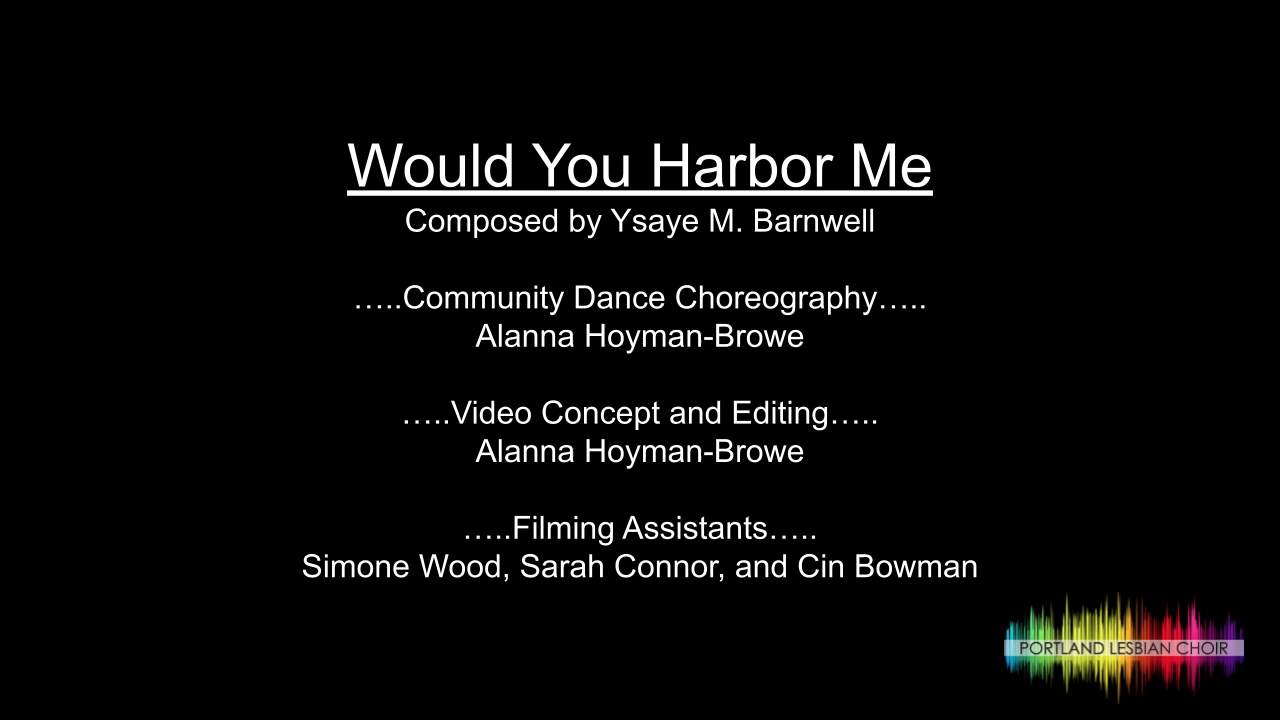 Would You Harbor Me
Composed by Ysaye M. Barnwell
…..Community Dance Choreography…..
Alanna Hoyman-Browe
…..Video Concept and Editing…..
Alanna Hoyman-Browe
…..Filming Assistants…..
Simone Wood, Sarah Connor, and Cin Bowman
PORTLAND LESBIAN CHOIR